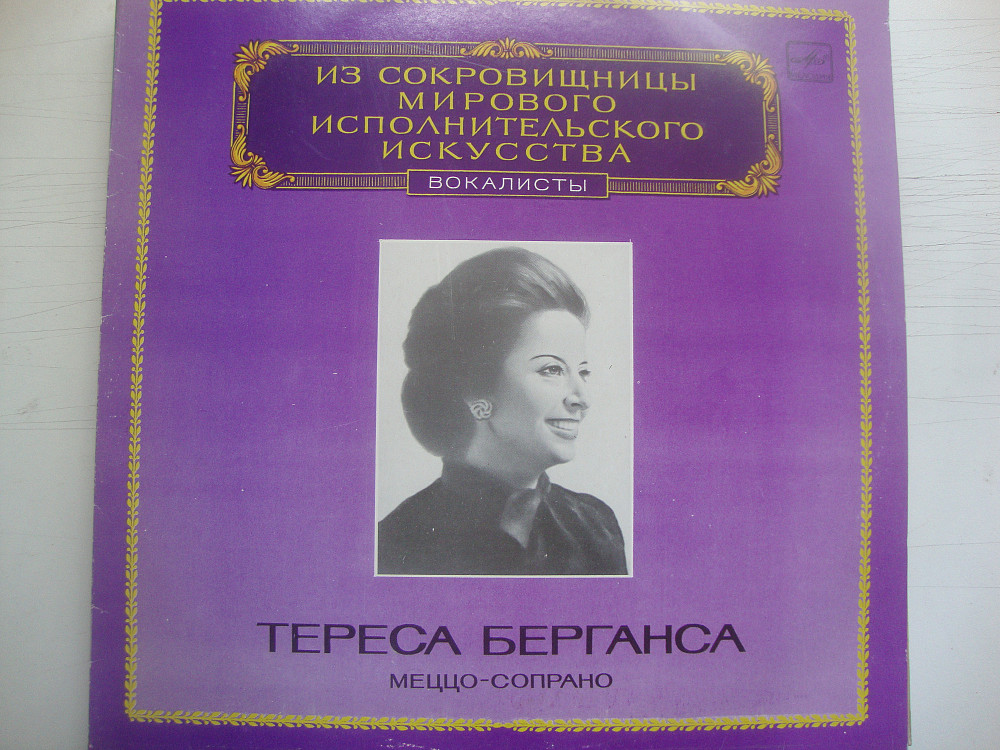 ИЗ СОКРОВИЩНИЦЫ
МИРОВОГО
ИСПОЛНИТЕЛЬСКОГО
ИСКУССТВА
ВОКАЛИСТЫ
ТЕРЕСА БЕРГАНСА
МЕЦЦО-СОПРАНО